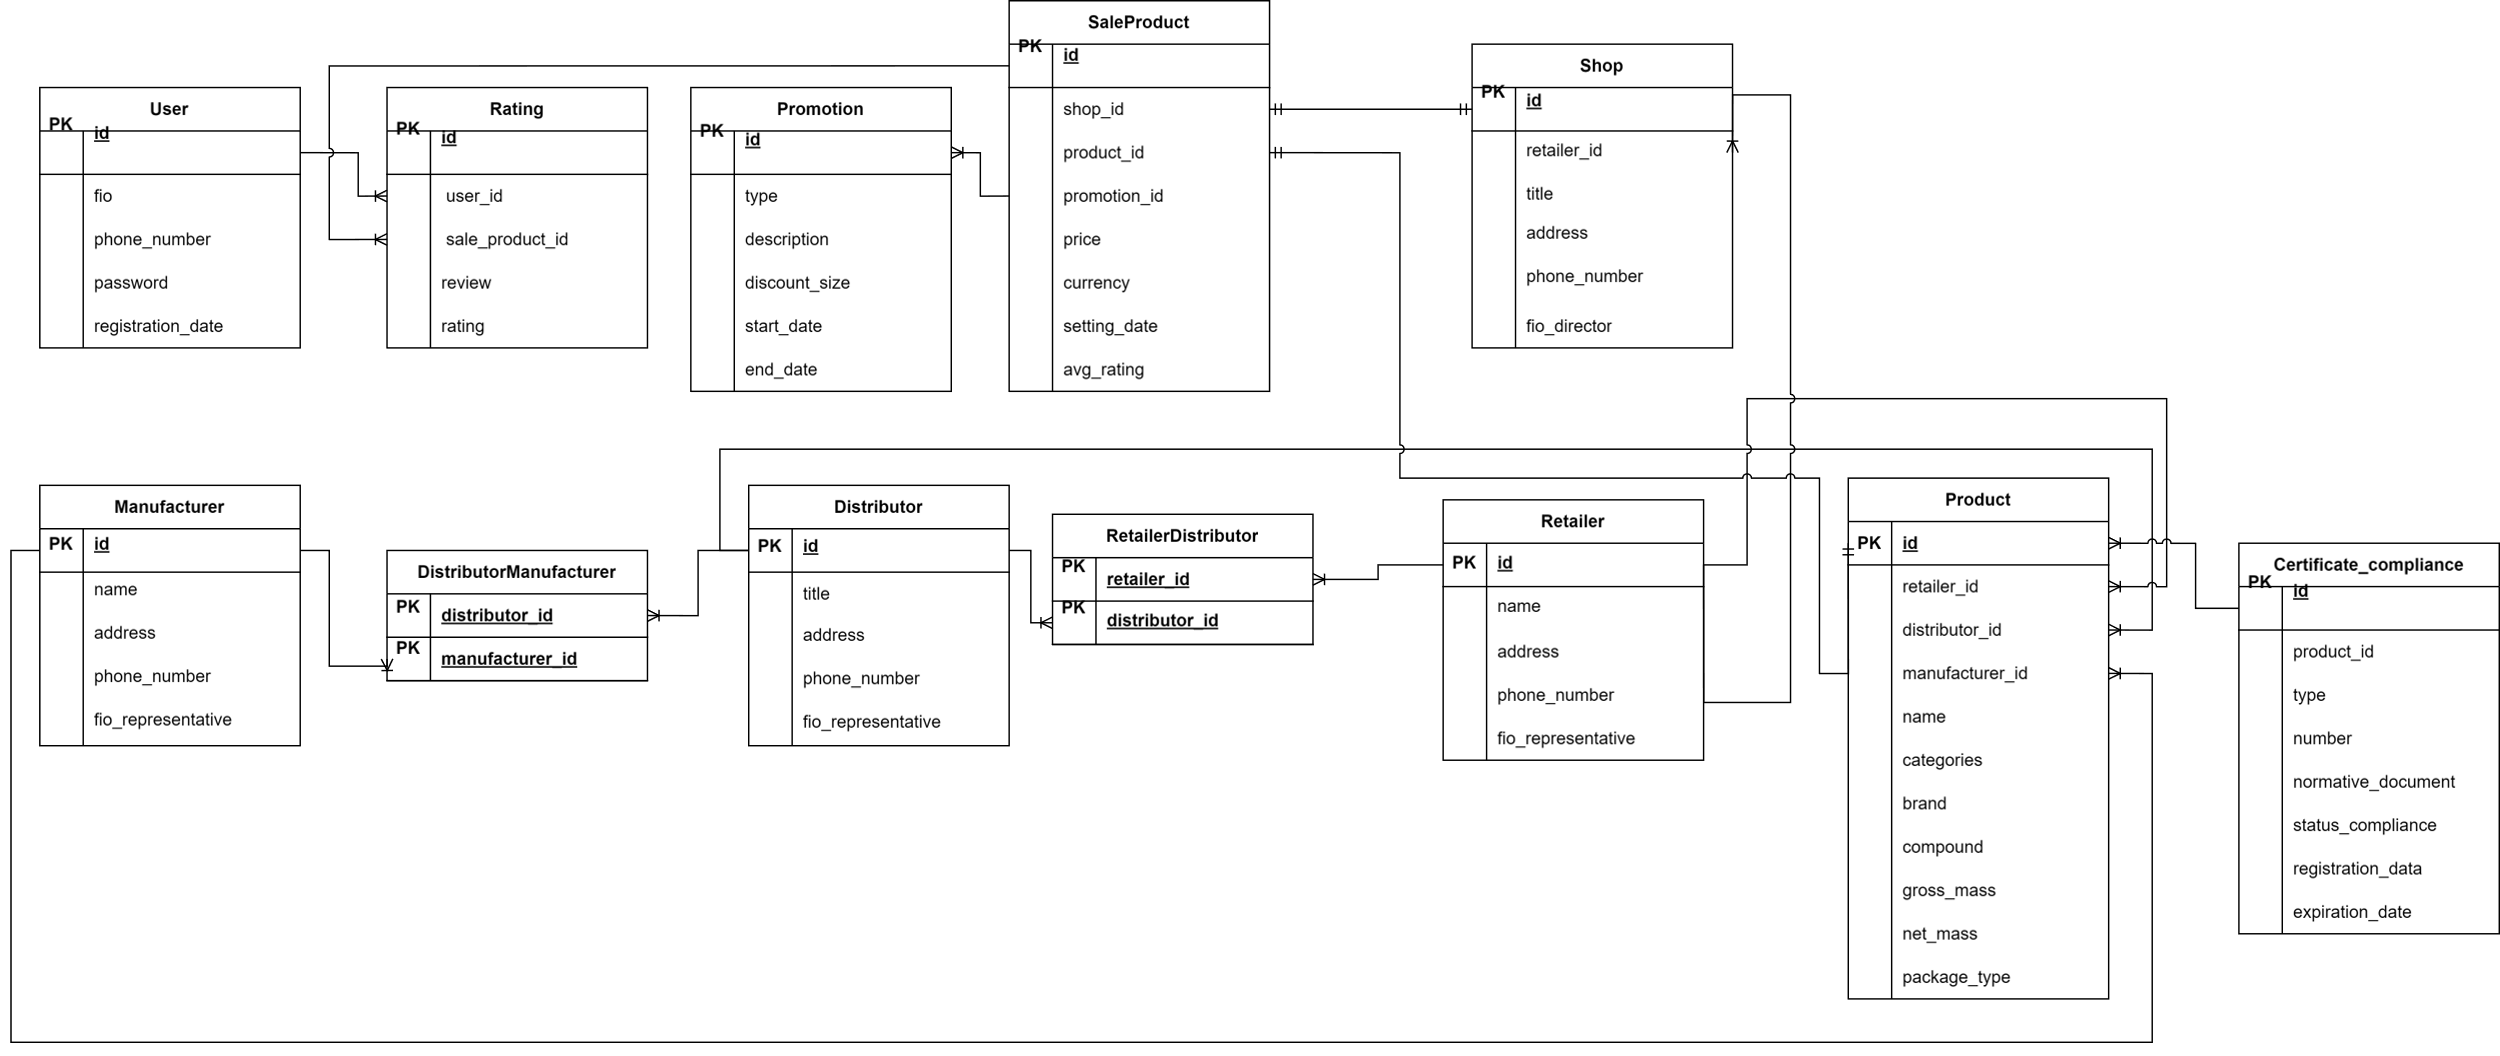 SaleProduct
PK
id
shop_id
product_id
promotion_id
price
currency
setting_date
avg_rating
Shop
PK
id
retailer_id
title
address
phone_number
fio_director
User
PK
id
fio
phone_number
password
registration_date
Rating
PK
id
user_id
sale_product_id
review
rating
Promotion
PK
id
type
description
discount_size
start_date
end_date
Manufacturer
PK
id
name
address
phone_number
fio_representative
DistributorManufacturer
PK
distributor_id
PK
manufacturer_id
Distributor
PK
id
title
address
phone_number
fio_representative
RetailerDistributor
PK
retailer_id
PK
distributor_id
Retailer
PK
id
name
address
phone_number
fio_representative
Product
PK
id
retailer_id
distributor_id
manufacturer_id
name
categories
brand
compound
gross_mass
net_mass
package_type
Certificate_compliance
PK
id
product_id
type
number
normative_document
status_compliance
registration_data
expiration_date